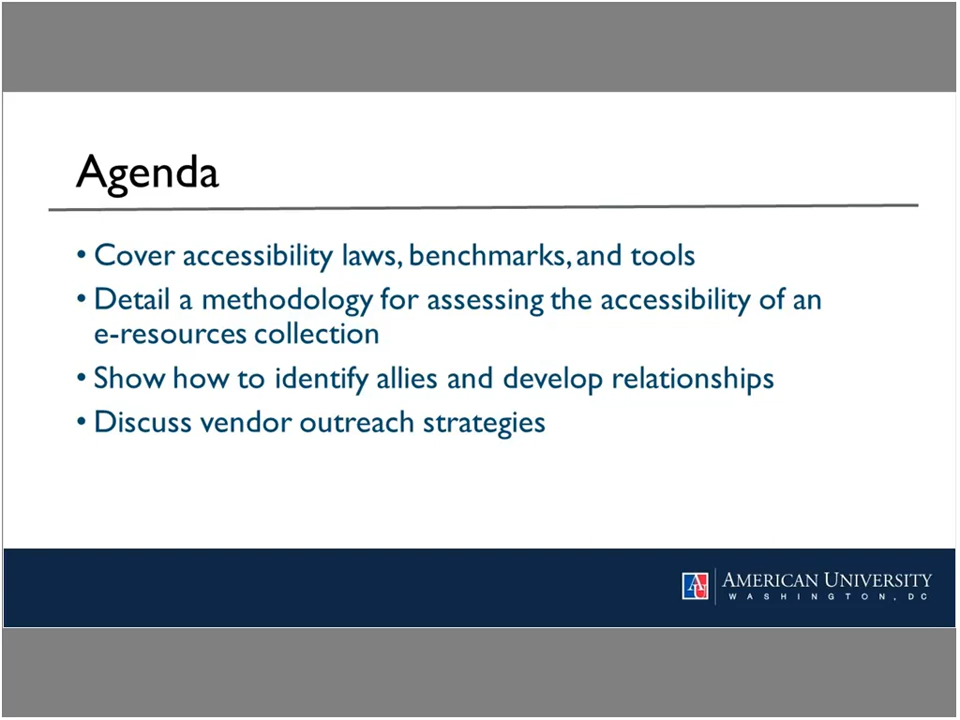 Agenda
• Cover accessibility laws, benchmarks, and tools
• Detail a methodology for assessing the accessibility of an
e-resources collection
• Show how to identify allies and develop relationships
• Discuss vendor outreach strategies
AU
AMERICAN UNIVERSITY
WASHINGTON, DC